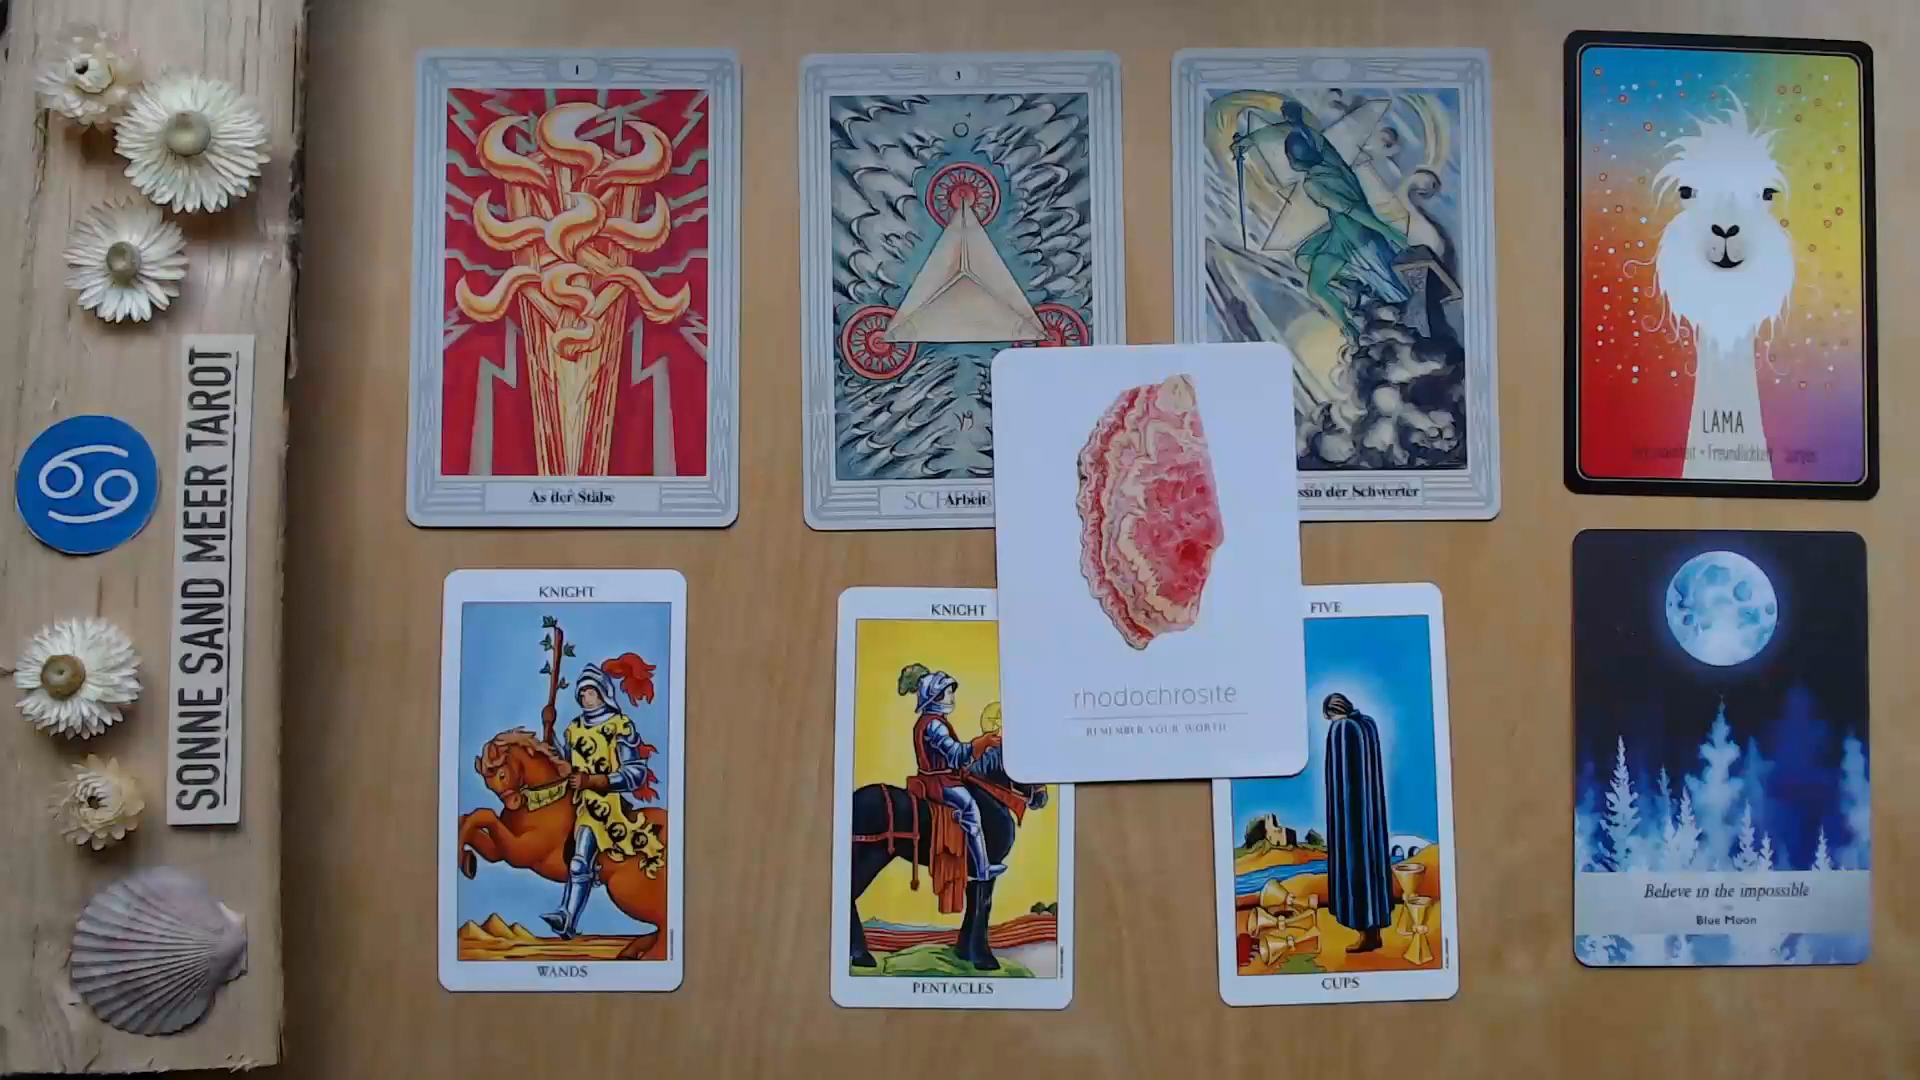 SONNE SAND MEER TAROT
1
As der Stäbe
3
Arbeit
ssin der Schwerter
LAMA
Freundlichkeit
KNIGHT
WANDS
KNIGHT
PENTACLES
rhodochrosite
REMEMBER YOUR WORTH
FIVE
CUPS
Believe in the impossible
Blue Moon